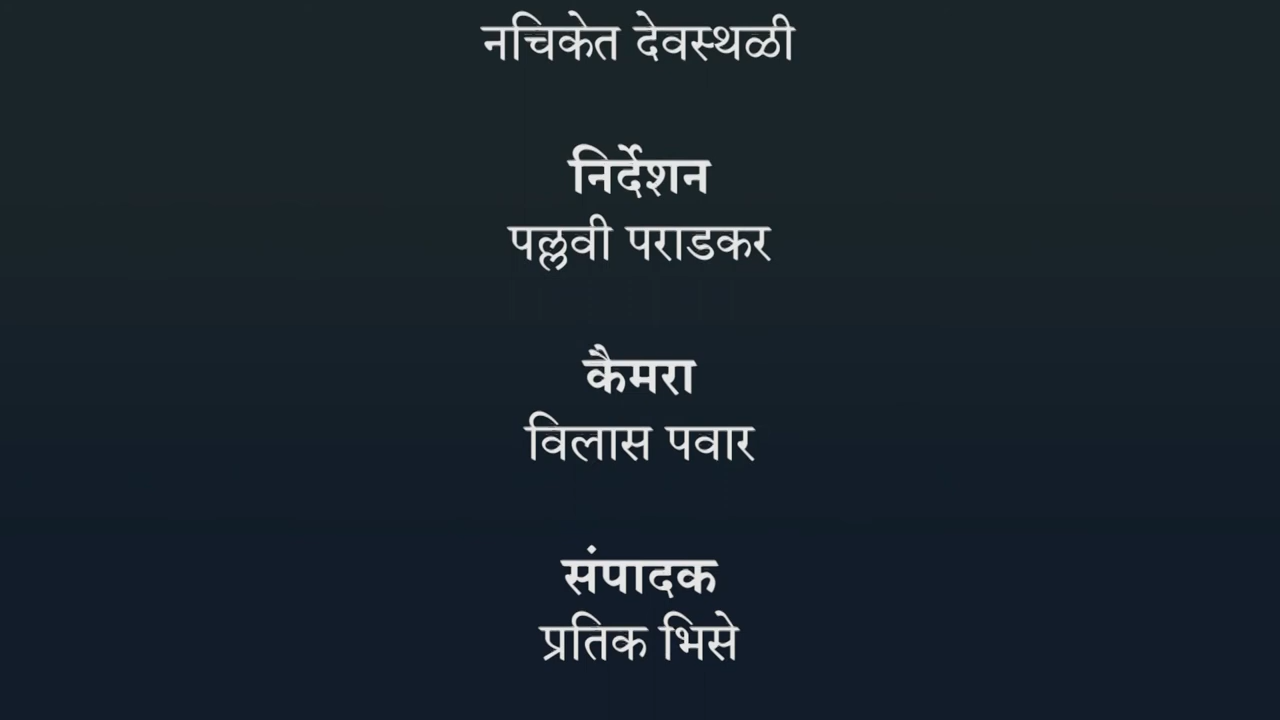 नचिकेत देवस्थळी
निर्देशन
पल्लवी पराडकर
कैमरा
विलास पवार
संपादक
प्रतिक भिसे